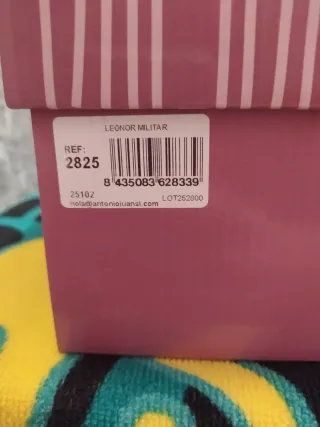 LEONOR MILITAR
REF:
2825
8 435083 628339
25102
LOT252000